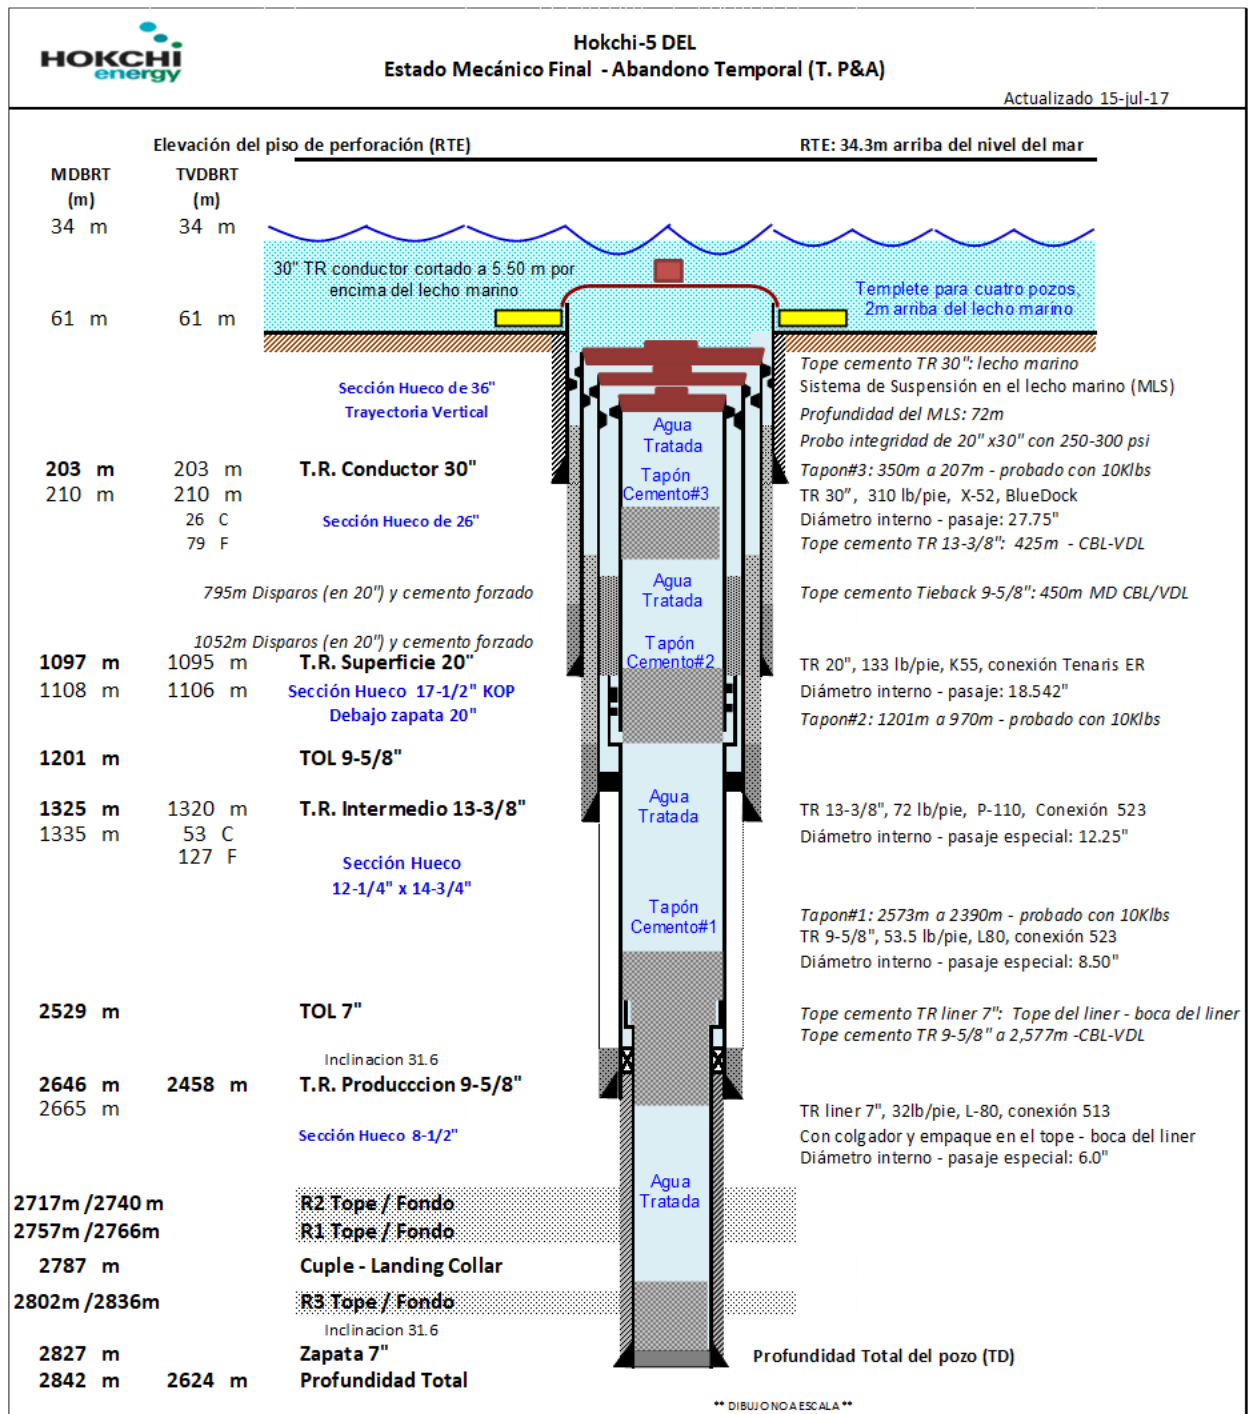 HOKCHI
energy
Hokchi-5 DEL
Estado Mecánico Final - Abandono Temporal (T. P&A)
Actualizado 15-jul-17
Elevación del piso de perforación (RTE)
RTE: 34.3m arriba del nivel del mar
MDBRT TVDBRT
(m) (m)
34 m 34 m
30" TR conductor cortado a 5.50 m por
encima del lecho marino
Templete para cuatro pozos,
2m arriba del lecho marino
61 m 61 m
Tope cemento TR 30": lecho marino
Sección Hueco de 36"
Sistema de Suspensión en el lecho marino (MLS)
Trayectoria Vertical
Profundidad del MLS: 72m
Agua
Tratada
Probo integridad de 20" x30" con 250-300 psi
203 m 203 m T.R. Conductor 30"
Tapón
Cemento#3
Tapon#3: 350m a 207m - probado con 10Klbs
210 m 210 m
TR 30”, 310 lb/pie, X-52, BlueDock
26 C
Sección Hueco de 26"
Diámetro interno - pasaje: 27.75"
79 F
Tope cemento TR 13-3/8": 425m - CBL-VDL
795m Disparos (en 20") y cemento forzado
Agua
Tratada
Tope cemento Tieback 9-5/8": 450m MD CBL/VDL
1052m Disparos (en 20") y cemento forzado
Tapón
Cemento#2
1097 m 1095 m T.R. Superficie 20"
TR 20", 133 lb/pie, K55, conexión Tenaris ER
1108 m 1106 m Sección Hueco 17-1/2" KOP
Diámetro interno - pasaje: 18.542"
Debajo zapata 20"
Tapon#2: 1201m a 970m - probado con 10Klbs
1201 m TOL 9-5/8"
Agua
Tratada
1325 m 1320 m T.R. Intermedio 13-3/8"
TR 13-3/8", 72 lb/pie, P-110, Conexión 523
1335 m 53 C
Diámetro interno - pasaje especial: 12.25"
127 F
Sección Hueco
12-1/4" x 14-3/4"
Tapón
Cemento#1
Tapon#1: 2573m a 2390m - probado con 10Klbs
TR 9-5/8", 53.5 lb/pie, L80, conexión 523
Diámetro interno - pasaje especial: 8.50"
2529 m TOL 7"
Tope cemento TR liner 7": Tope del liner - boca del liner
Tope cemento TR 9-5/8" a 2,577m -CBL-VDL
Inclinacion 31.6
2646 m 2458 m T.R. Producccion 9-5/8"
2665 m
TR liner 7", 32lb/pie, L-80, conexión 513
Sección Hueco 8-1/2"
Con colgador y empaque en el tope - boca del liner
Diámetro interno - pasaje especial: 6.0"
Agua
Tratada
2717m /2740 m R2 Tope / Fondo
2757m /2766m R1 Tope / Fondo
2787 m Cuple - Landing Collar
2802m /2836m R3 Tope / Fondo
Inclinacion 31.6
2827 m Zapata 7"
Profundidad Total del pozo (TD)
2842 m 2624 m Profundidad Total
** DIBUJO NO A ESCALA **